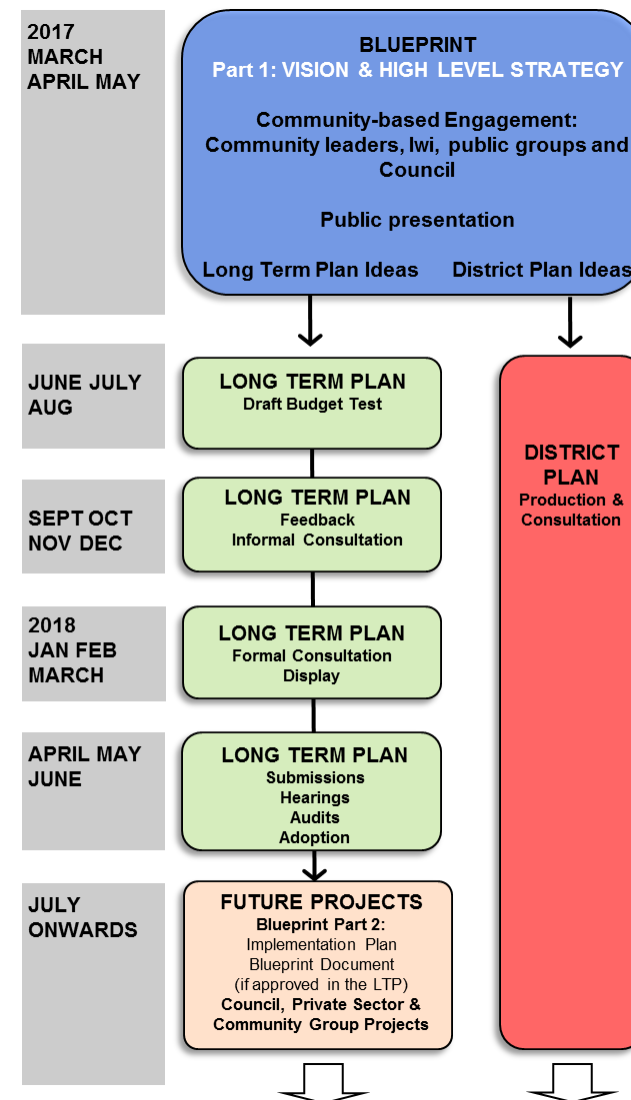 2017
MARCH
APRIL MAY
BLUEPRINT
Part 1: VISION & HIGH LEVEL STRATEGY
Community-based Engagement:
Community leaders, Iwi, public groups and
Council
Public presentation
Long Term Plan Ideas
District Plan Ideas
JUNE JULY
AUG
LONG TERM PLAN
Draft Budget Test
DISTRICT
PLAN
Production &
Consultation
SEPT OCT
NOV DEC
LONG TERM PLAN
Feedback
Informal Consultation
2018
JAN FEB
MARCH
LONG TERM PLAN
Formal Consultation
Display
APRIL MAY
JUNE
LONG TERM PLAN
Submissions
Hearings
Audits
Adoption
JULY
ONWARDS
FUTURE PROJECTS
Blueprint Part 2:
Implementation Plan
Blueprint Document
(if approved in the LTP)
Council, Private Sector &
Community Group Projects